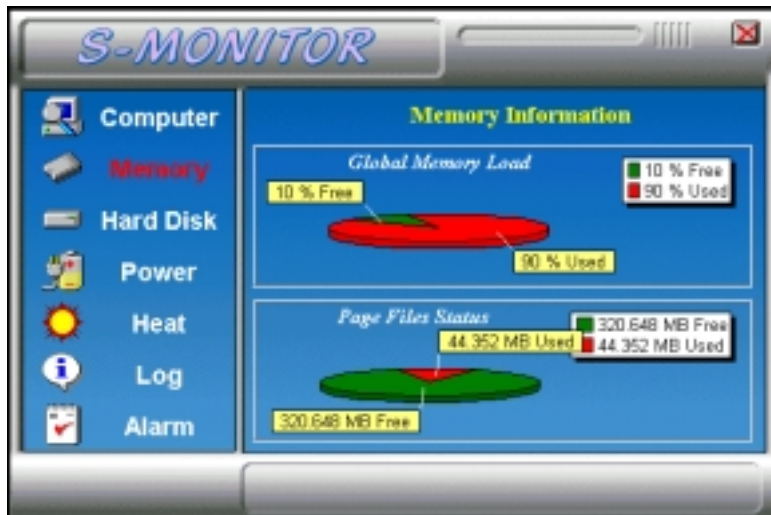 S-MONITOR
Computer
Memory
Hard Disk
Power
Heat
Log
Alarm
Memory Information
Global Memory Load
10 % Free
90 % Used
10 % Free
90 % Used
Page Files Status
320.648 MB Free
44.352 MB Used
44.352 MB Used
320.648 MB Free